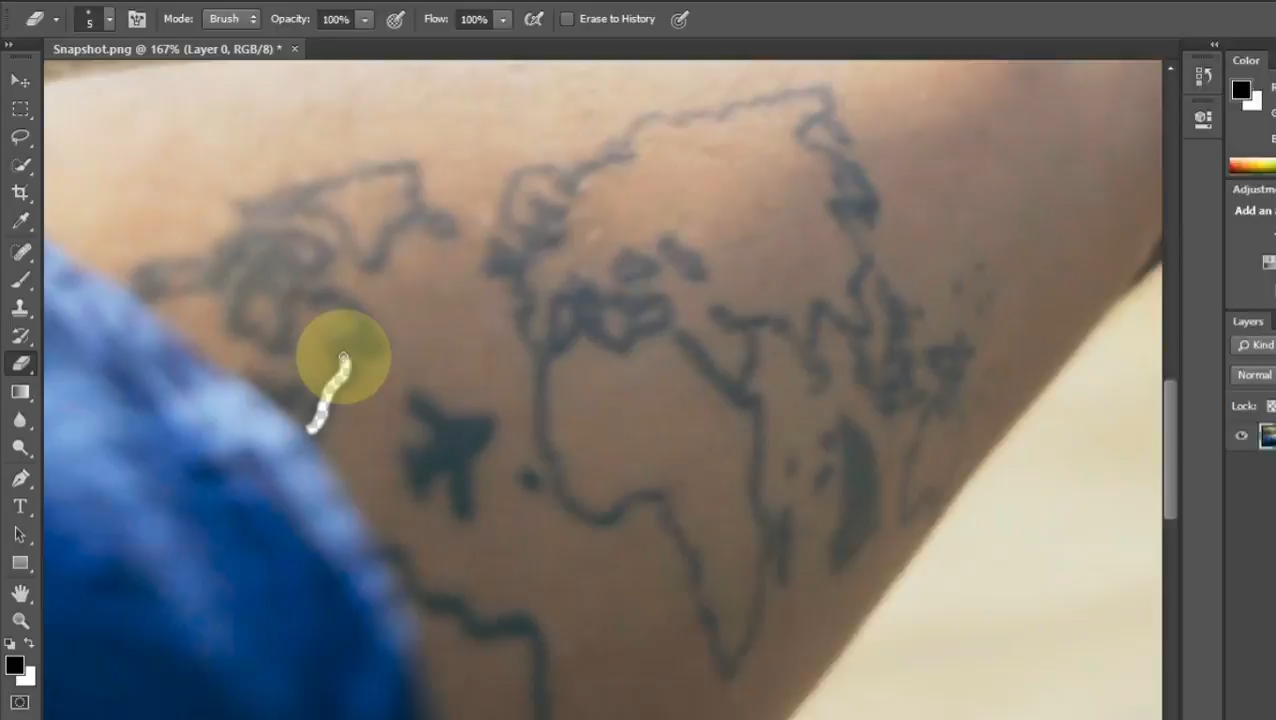 5 Mode: Brush Opacity: 100% Flow: 100% Erase to History
Snapshot.png @ 167% (Layer 0, RGB/8) * ×
Color
Adjustm
Add an
Layers
Kind
Normal
Lock:
T